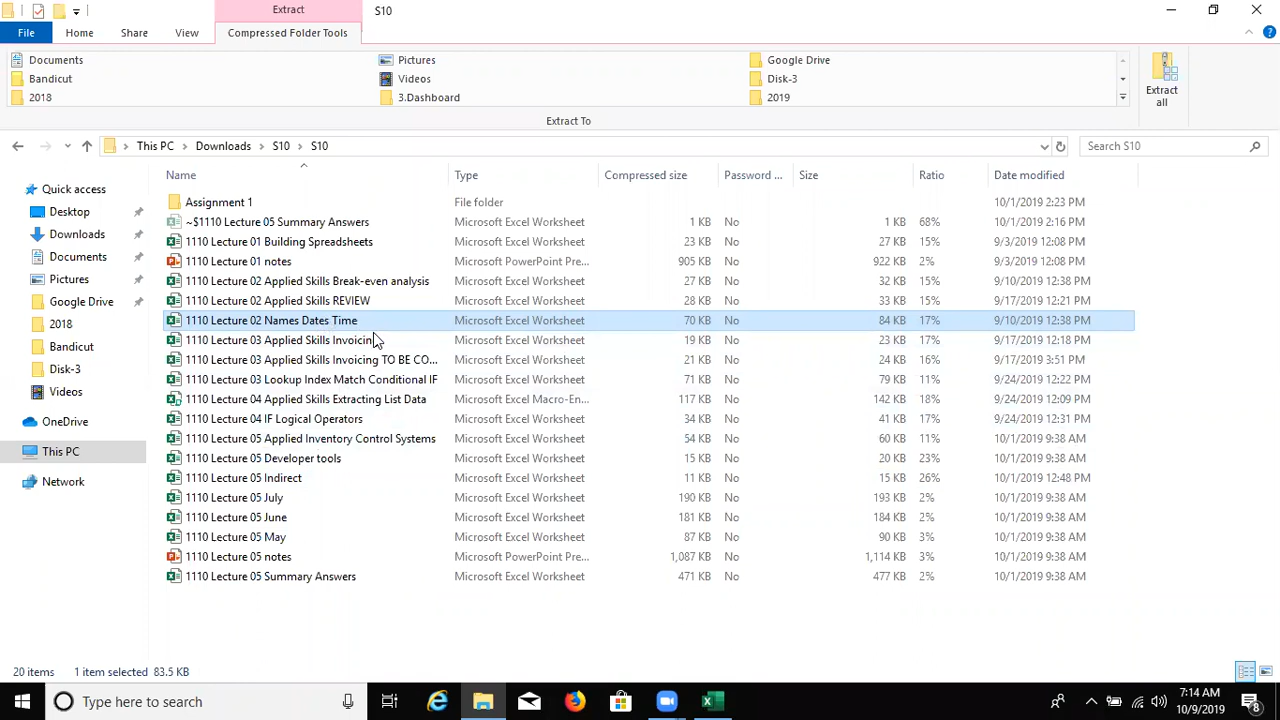 Extract
S10
File
Home
Share
View
Compressed Folder Tools
Documents
Pictures
Google Drive
Bandicut
Videos
Disk-3
2018
3.Dashboard
2019
Extract all
Extract To
This PC > Downloads > S10 > S10
Search S10
Name Type Compressed size Password ... Size Ratio Date modified
Quick access
Desktop
Downloads
Documents
Pictures
Google Drive
2018
Bandicut
Disk-3
Videos
OneDrive
This PC
Network
Assignment 1 File folder 10/1/2019 2:23 PM
~$1110 Lecture 05 Summary Answers Microsoft Excel Worksheet 1 KB No 1 KB 68% 10/1/2019 2:16 PM
1110 Lecture 01 Building Spreadsheets Microsoft Excel Worksheet 23 KB No 27 KB 15% 9/3/2019 12:08 PM
1110 Lecture 01 notes Microsoft PowerPoint Pre... 905 KB No 922 KB 2% 9/3/2019 12:08 PM
1110 Lecture 02 Applied Skills Break-even analysis Microsoft Excel Worksheet 27 KB No 32 KB 15% 9/10/2019 12:38 PM
1110 Lecture 02 Applied Skills REVIEW Microsoft Excel Worksheet 28 KB No 33 KB 15% 9/17/2019 12:21 PM
1110 Lecture 02 Names Dates Time Microsoft Excel Worksheet 70 KB No 84 KB 17% 9/10/2019 12:38 PM
1110 Lecture 03 Applied Skills Invoicing Microsoft Excel Worksheet 19 KB No 23 KB 17% 9/17/2019 12:18 PM
1110 Lecture 03 Applied Skills Invoicing TO BE CO... Microsoft Excel Worksheet 21 KB No 24 KB 16% 9/17/2019 3:51 PM
1110 Lecture 03 Lookup Index Match Conditional IF Microsoft Excel Worksheet 71 KB No 79 KB 11% 9/24/2019 12:22 PM
1110 Lecture 04 Applied Skills Extracting List Data Microsoft Excel Macro-En... 117 KB No 142 KB 18% 9/24/2019 12:09 PM
1110 Lecture 04 IF Logical Operators Microsoft Excel Worksheet 34 KB No 41 KB 17% 9/24/2019 12:31 PM
1110 Lecture 05 Applied Inventory Control Systems Microsoft Excel Worksheet 54 KB No 60 KB 11% 10/1/2019 9:38 AM
1110 Lecture 05 Developer tools Microsoft Excel Worksheet 15 KB No 20 KB 23% 10/1/2019 9:38 AM
1110 Lecture 05 Indirect Microsoft Excel Worksheet 11 KB No 15 KB 26% 10/1/2019 12:48 PM
1110 Lecture 05 July Microsoft Excel Worksheet 190 KB No 193 KB 2% 10/1/2019 9:38 AM
1110 Lecture 05 June Microsoft Excel Worksheet 181 KB No 184 KB 2% 10/1/2019 9:38 AM
1110 Lecture 05 May Microsoft Excel Worksheet 87 KB No 90 KB 3% 10/1/2019 9:38 AM
1110 Lecture 05 notes Microsoft PowerPoint Pre... 1,087 KB No 1,114 KB 3% 10/1/2019 9:38 AM
1110 Lecture 05 Summary Answers Microsoft Excel Worksheet 471 KB No 477 KB 2% 10/1/2019 9:38 AM
20 items 1 item selected 83.5 KB
Type here to search
7:14 AM
10/9/2019
8